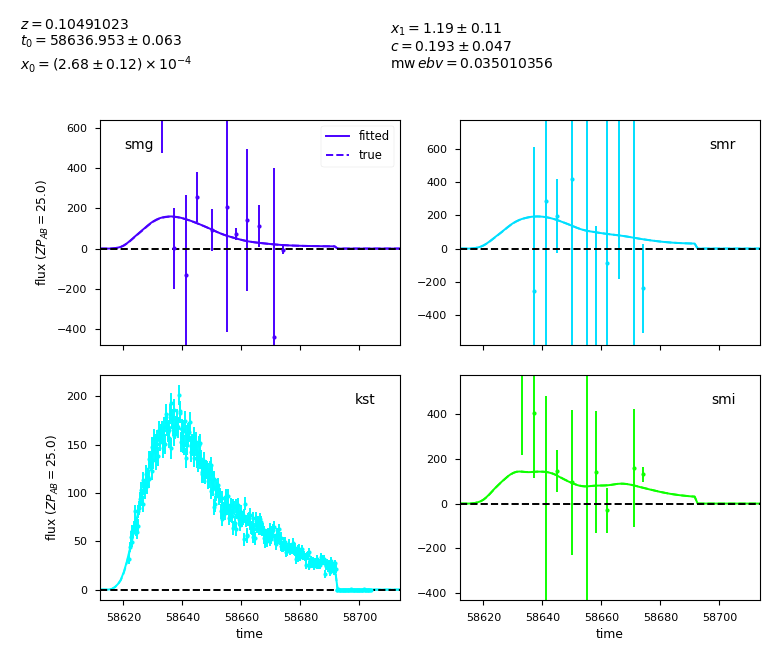 z = 0.10491023
t₀ = 58636.953 ± 0.063
x₀ = (2.68 ± 0.12) × 10⁻⁴
x₁ = 1.19 ± 0.11
c = 0.193 ± 0.047
mw ebv = 0.035010356
600
400
200
0
−200
−400
flux (ZP_AB = 25.0)
smg
fitted
true
600
400
200
0
−200
−400
smr
200
150
100
50
0
flux (ZP_AB = 25.0)
kst
58620 58640 58660 58680 58700
time
400
200
0
−200
−400
smi
58620 58640 58660 58680 58700
time